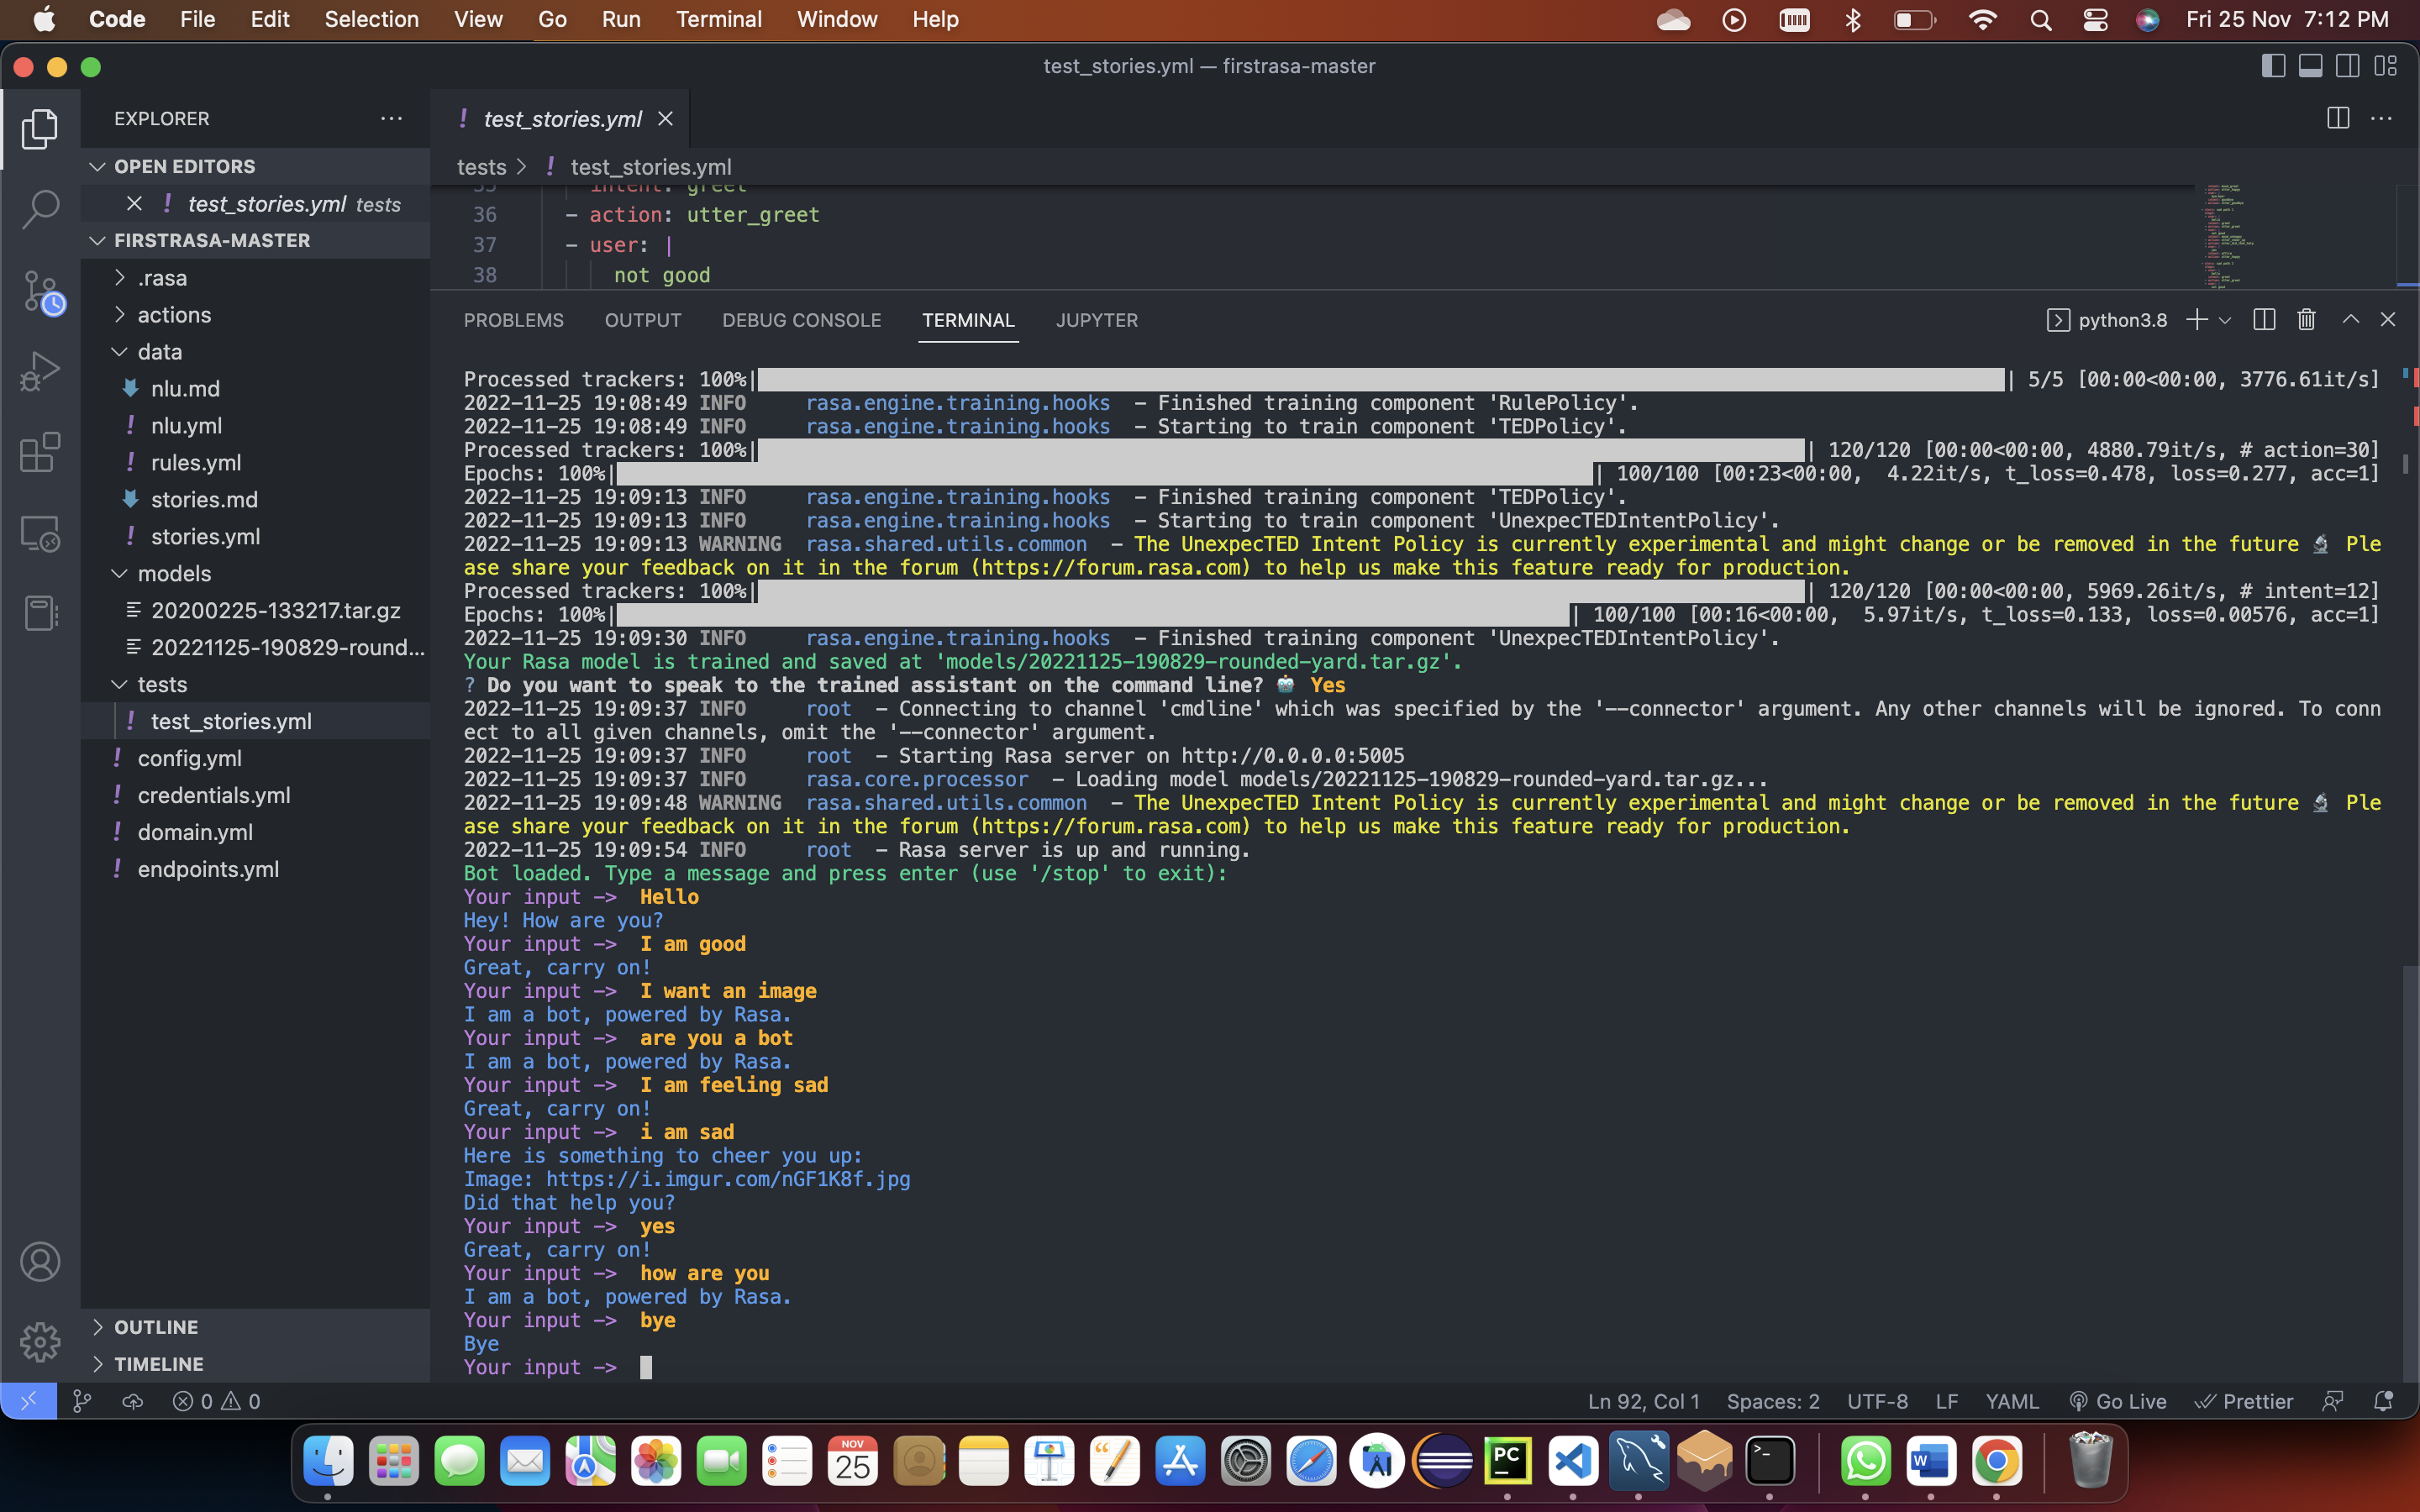 Code File Edit Selection View Go Run Terminal Window Help Fri 25 Nov 7:12 PM
test_stories.yml — firstrasa-master
EXPLORER
OPEN EDITORS
test_stories.yml tests
FIRSTRASA-MASTER
.rasa
actions
data
nlu.md
nlu.yml
rules.yml
stories.md
stories.yml
models
20200225-133217.tar.gz
20221125-190829-round...
tests
test_stories.yml
config.yml
credentials.yml
domain.yml
endpoints.yml
OUTLINE
TIMELINE
! test_stories.yml
tests > ! test_stories.yml
35 intent: greet
36 - action: utter_greet
37 - user: |
38 not good
PROBLEMS OUTPUT DEBUG CONSOLE TERMINAL JUPYTER python3.8
Processed trackers: 100%| | 5/5 [00:00<00:00, 3776.61it/s]
2022-11-25 19:08:49 INFO rasa.engine.training.hooks - Finished training component 'RulePolicy'.
2022-11-25 19:08:49 INFO rasa.engine.training.hooks - Starting to train component 'TEDPolicy'.
Processed trackers: 100%| | 120/120 [00:00<00:00, 4880.79it/s, # action=30]
Epochs: 100%| | 100/100 [00:23<00:00, 4.22it/s, t_loss=0.478, loss=0.277, acc=1]
2022-11-25 19:09:13 INFO rasa.engine.training.hooks - Finished training component 'TEDPolicy'.
2022-11-25 19:09:13 INFO rasa.engine.training.hooks - Starting to train component 'UnexpecTEDIntentPolicy'.
2022-11-25 19:09:13 WARNING rasa.shared.utils.common - The UnexpecTED Intent Policy is currently experimental and might change or be removed in the future 🔬 Ple
ase share your feedback on it in the forum (https://forum.rasa.com) to help us make this feature ready for production.
Processed trackers: 100%| | 120/120 [00:00<00:00, 5969.26it/s, # intent=12]
Epochs: 100%| | 100/100 [00:16<00:00, 5.97it/s, t_loss=0.133, loss=0.00576, acc=1]
2022-11-25 19:09:30 INFO rasa.engine.training.hooks - Finished training component 'UnexpecTEDIntentPolicy'.
Your Rasa model is trained and saved at 'models/20221125-190829-rounded-yard.tar.gz'.
? Do you want to speak to the trained assistant on the command line? 🤖 Yes
2022-11-25 19:09:37 INFO root - Connecting to channel 'cmdline' which was specified by the '--connector' argument. Any other channels will be ignored. To conn
ect to all given channels, omit the '--connector' argument.
2022-11-25 19:09:37 INFO root - Starting Rasa server on http://0.0.0.0:5005
2022-11-25 19:09:37 INFO rasa.core.processor - Loading model models/20221125-190829-rounded-yard.tar.gz...
2022-11-25 19:09:48 WARNING rasa.shared.utils.common - The UnexpecTED Intent Policy is currently experimental and might change or be removed in the future 🔬 Ple
ase share your feedback on it in the forum (https://forum.rasa.com) to help us make this feature ready for production.
2022-11-25 19:09:54 INFO root - Rasa server is up and running.
Bot loaded. Type a message and press enter (use '/stop' to exit):
Your input -> Hello
Hey! How are you?
Your input -> I am good
Great, carry on!
Your input -> I want an image
I am a bot, powered by Rasa.
Your input -> are you a bot
I am a bot, powered by Rasa.
Your input -> I am feeling sad
Great, carry on!
Your input -> i am sad
Here is something to cheer you up:
Image: https://i.imgur.com/nGF1K8f.jpg
Did that help you?
Your input -> yes
Great, carry on!
Your input -> how are you
I am a bot, powered by Rasa.
Your input -> bye
Bye
Your input ->
0 0 Ln 92, Col 1 Spaces: 2 UTF-8 LF YAML Go Live Prettier
NOV
25
PC
W